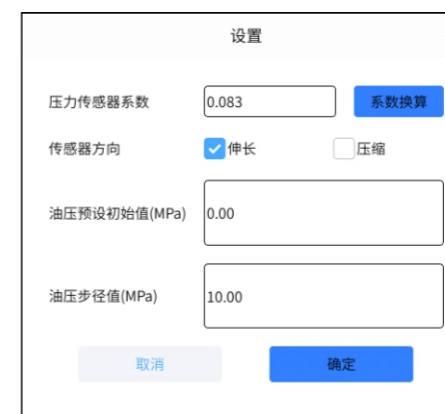 设置
压力传感器系数 0.083 系数换算
传感器方向 伸长 压缩
油压预设初始值(MPa) 0.00
油压步径值(MPa) 10.00
取消 确定